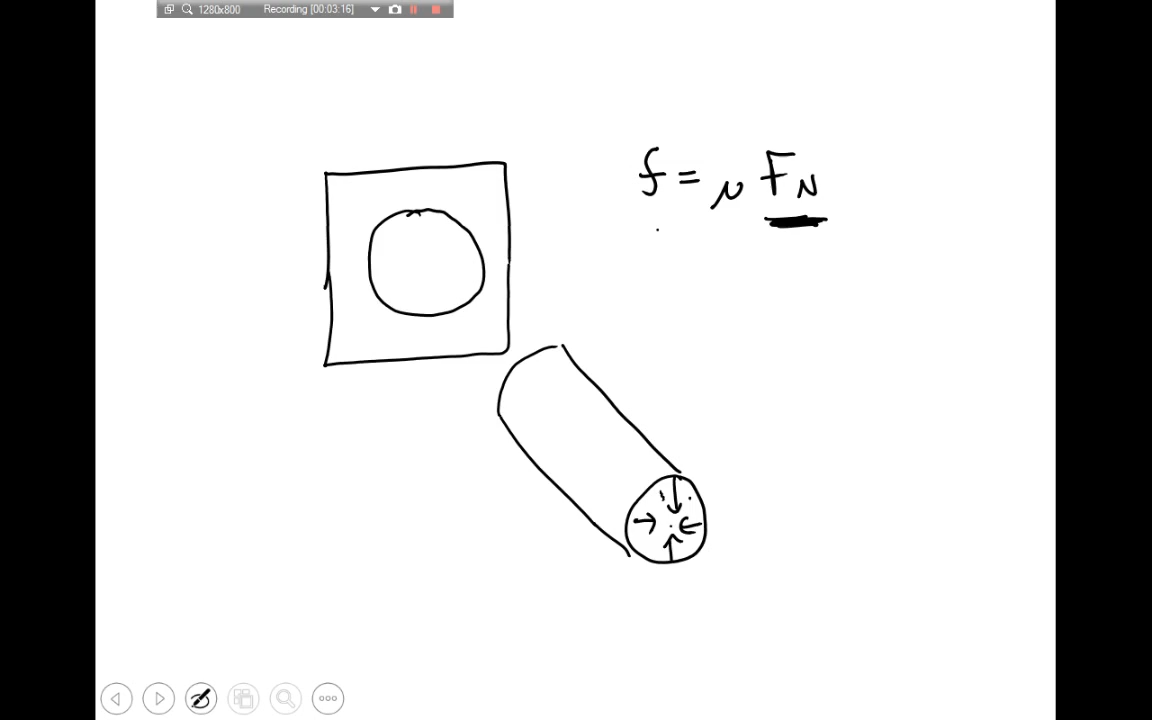 1280x800 Recording [00:03:16]
f = μ F_N